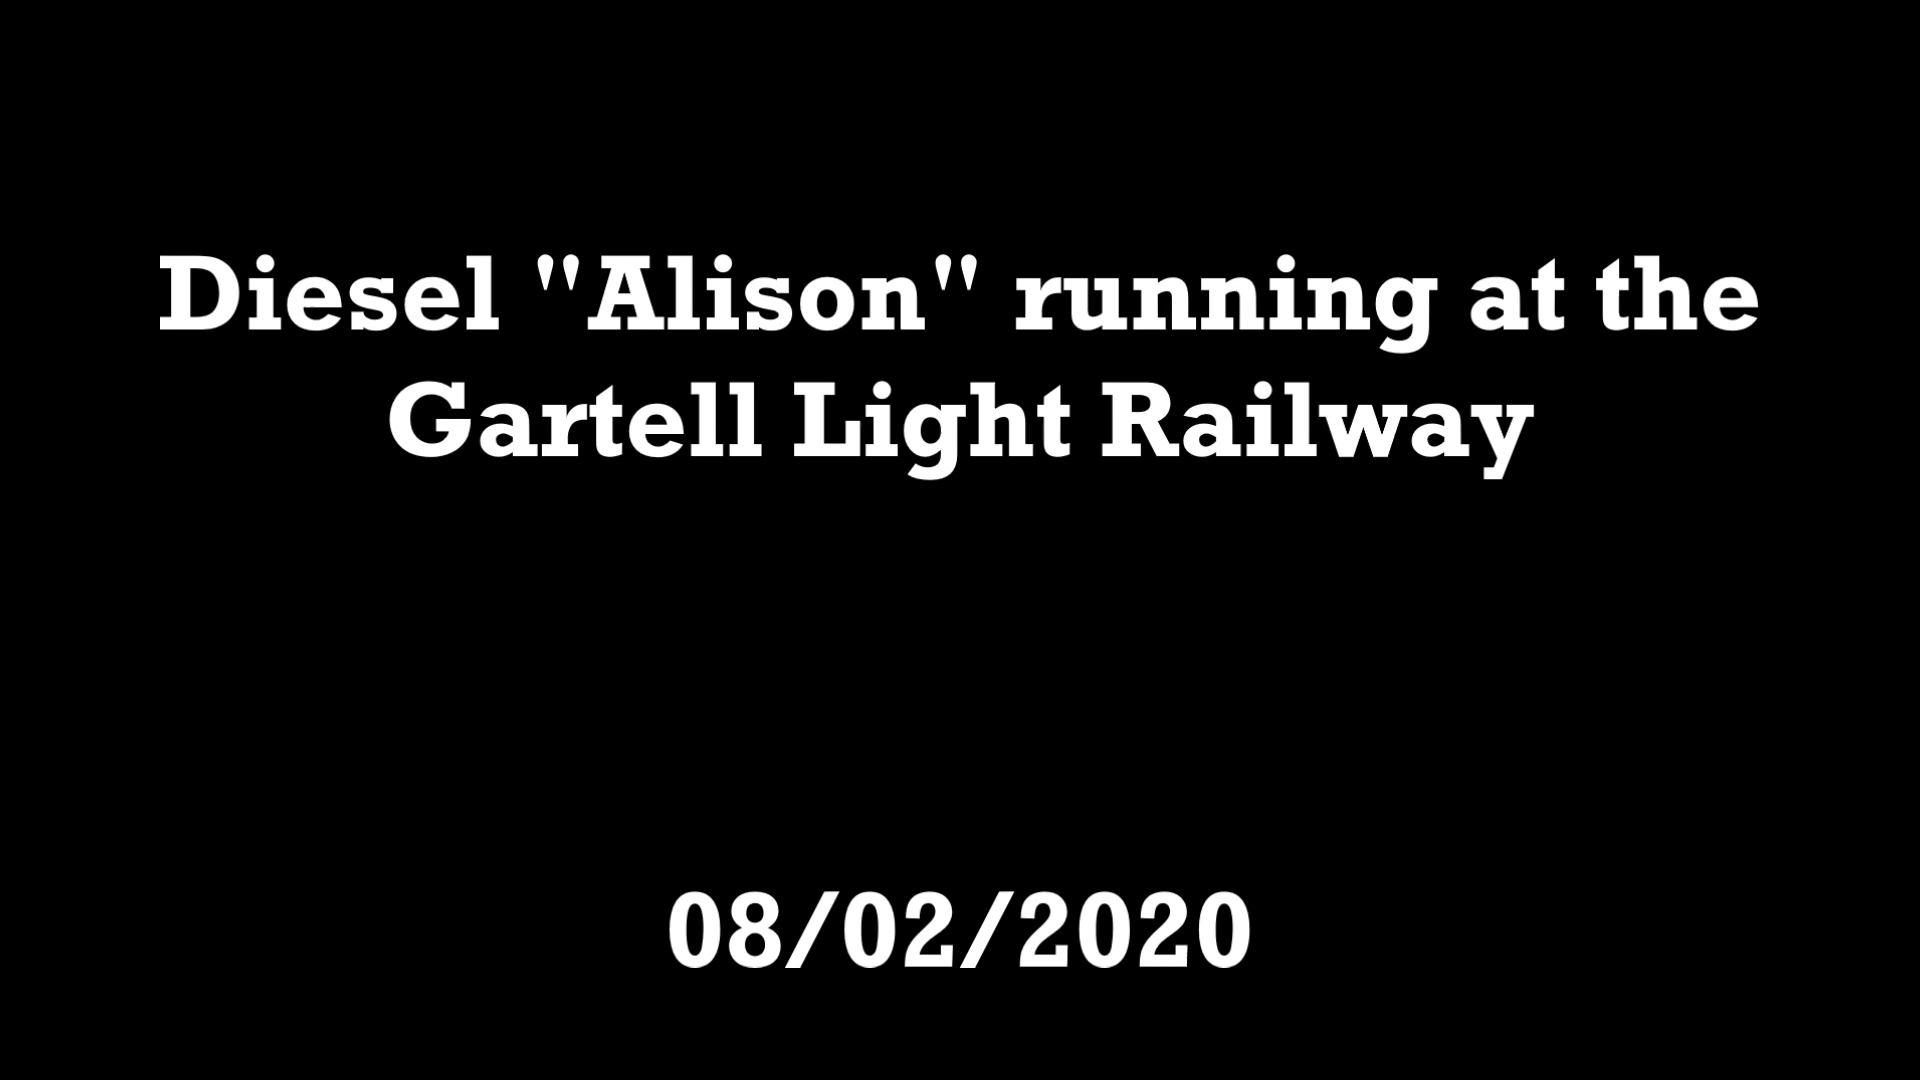 Diesel "Alison" running at the
Gartell Light Railway
08/02/2020